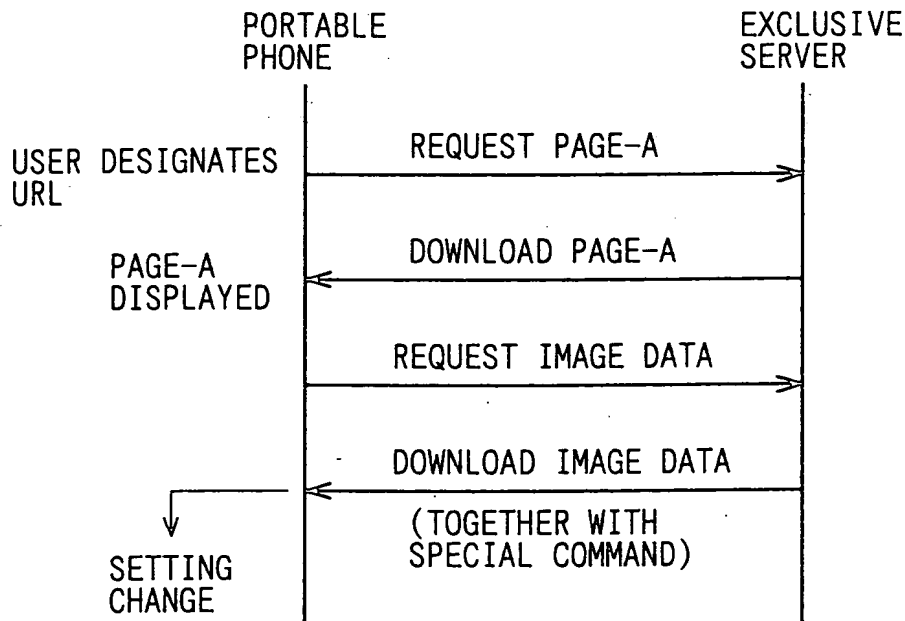 PORTABLE
PHONE
EXCLUSIVE
SERVER
USER DESIGNATES
URL
REQUEST PAGE-A
DOWNLOAD PAGE-A
PAGE-A
DISPLAYED
REQUEST IMAGE DATA
DOWNLOAD IMAGE DATA
(TOGETHER WITH
SPECIAL COMMAND)
SETTING
CHANGE